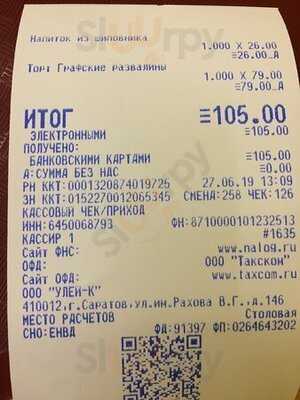 Напиток из шиповника
1.000 X 26.00
≡26.00_А
Торт Графские развалины
1.000 X 79.00
≡79.00_А
ИТОГ ≡105.00
ЭЛЕКТРОННЫМИ ≡105.00
ПОЛУЧЕНО:
БАНКОВСКИМИ КАРТАМИ ≡105.00
А:СУММА БЕЗ НДС ≡0.00
РН ККТ:0001320874019725 27.06.19 13:09
ЗН ККТ:0152270012065345 СМЕНА:258 ЧЕК:126
КАССОВЫЙ ЧЕК/ПРИХОД
ИНН:6450068793 ФН:8710000101232513
КАССИР 1 #1635
Сайт ФНС: www.nalog.ru
ОФД: ООО "Такском"
Сайт ОФД: www.taxcom.ru
ООО "УЛЕЙ-К"
410012,г.Саратов,ул.им.Рахова В.Г.,д.146
МЕСТО РАСЧЕТОВ Столовая
СНО:ЕНВД ФД:91397 ФП:0264643202
Sluurpy
Sluurpy
Sluurpy